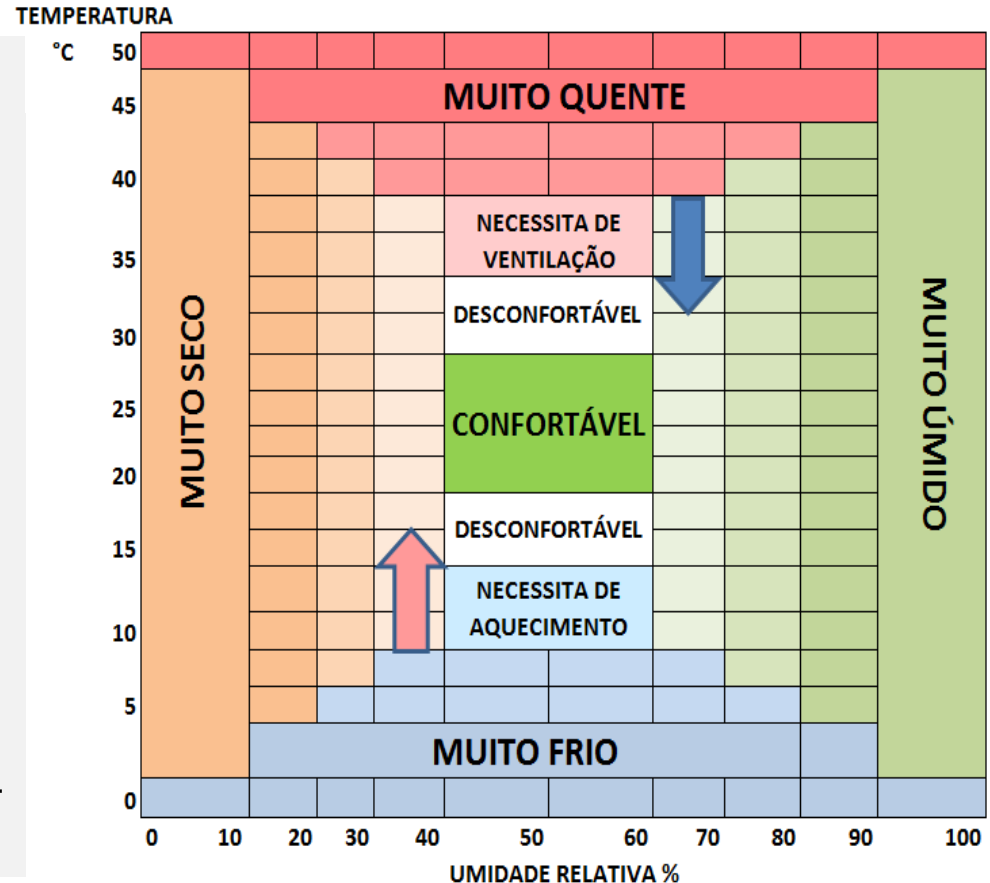 TEMPERATURA
°C
50
45
40
35
30
25
20
15
10
5
0
MUITO QUENTE
NECESSITA DE
VENTILAÇÃO
DESCONFORTÁVEL
CONFORTÁVEL
DESCONFORTÁVEL
NECESSITA DE
AQUECIMENTO
MUITO FRIO
MUITO SECO
MUITO ÚMIDO
0 10 20 30 40 50 60 70 80 90 100
UMIDADE RELATIVA %